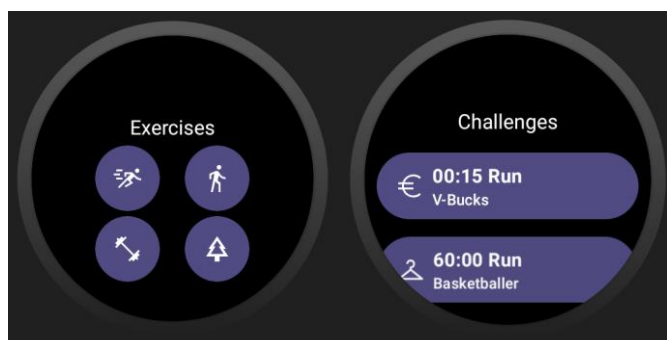 Exercises
Challenges
00:15 Run
V-Bucks
60:00 Run
Basketballer